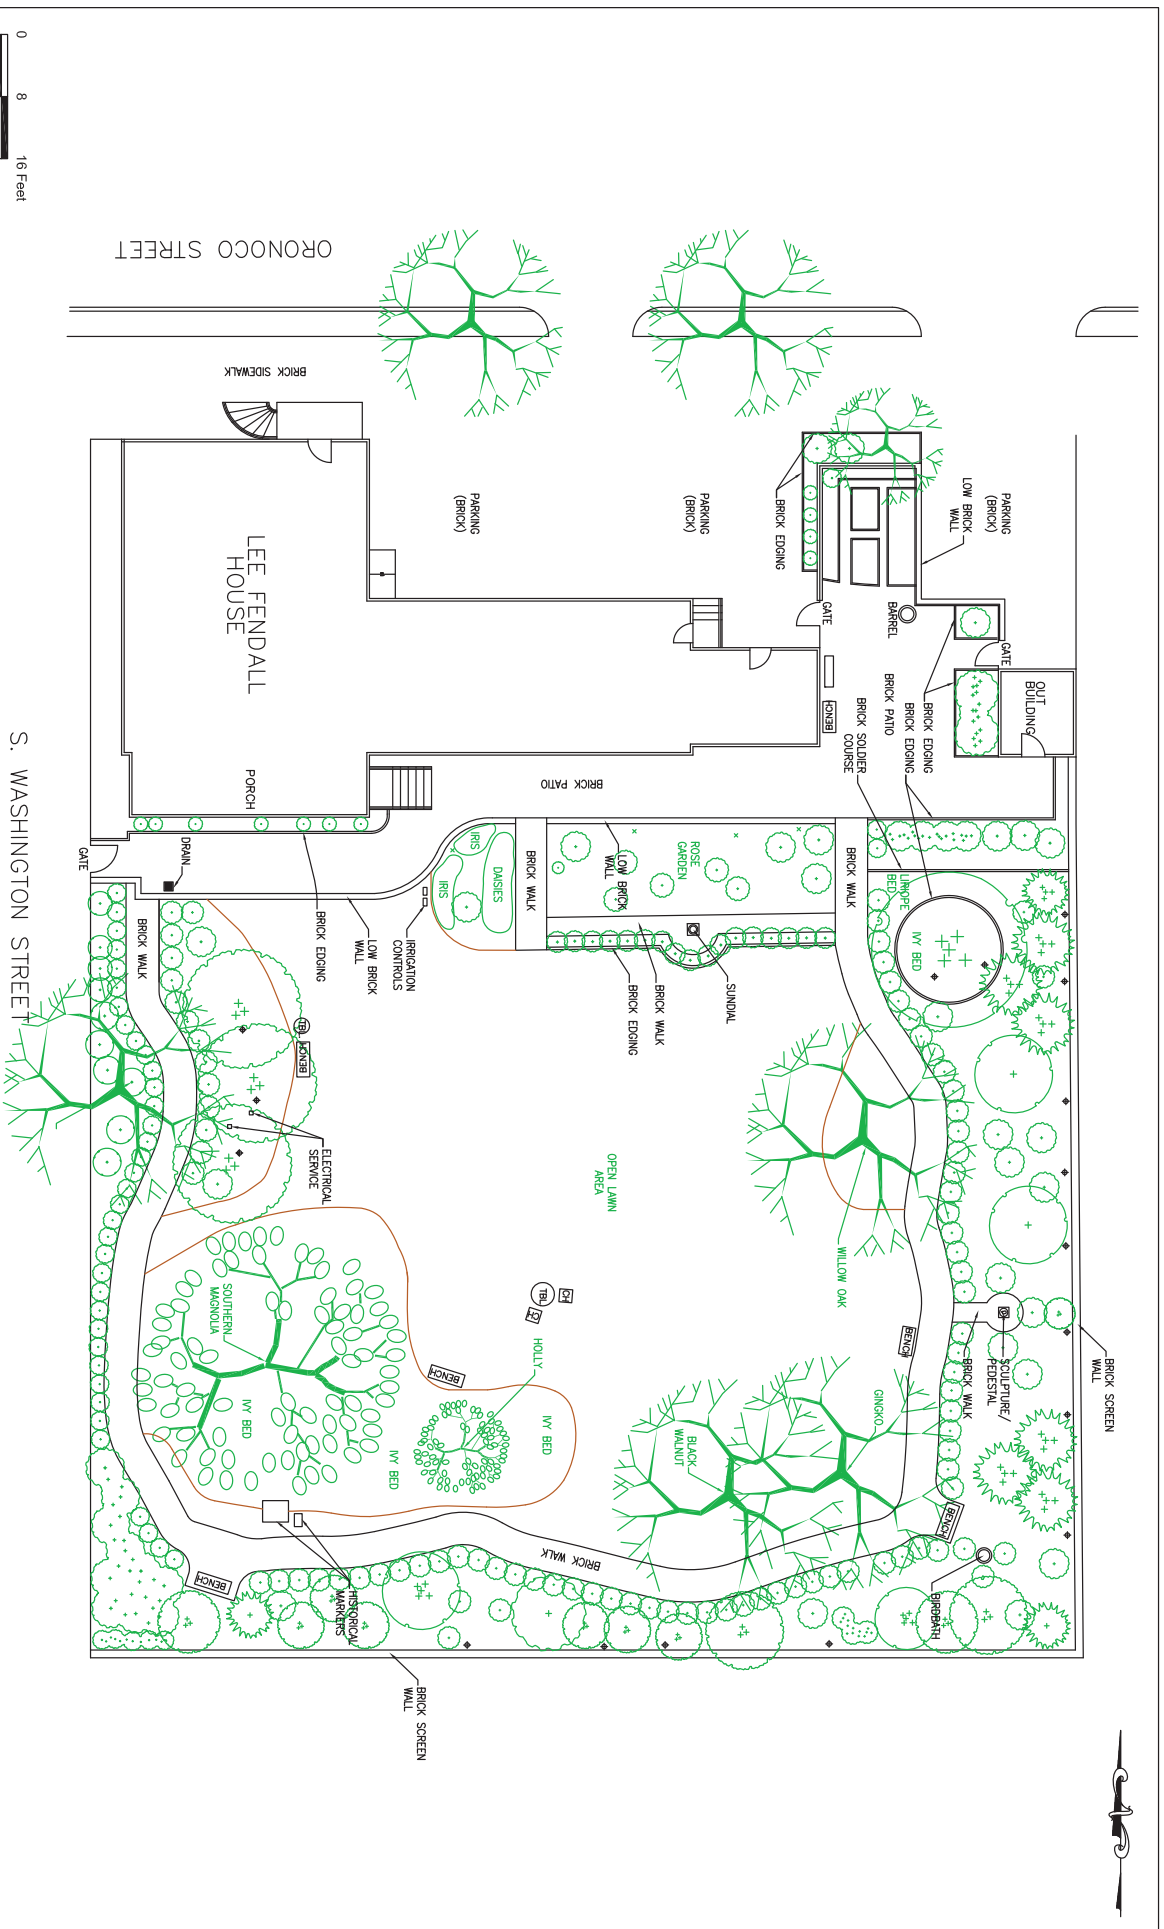 0 8 16 Feet
ORONOCO STREET
BRICK SIDEWALK
PARKING
(BRICK)
PARKING
(BRICK)
PARKING
(BRICK)
LOW BRICK
WALL
BRICK EDGING
LEE FENDALL
HOUSE
GATE
BARREL
GATE
OUT
BUILDING
BENCH
BRICK PATIO
BRICK EDGING
BRICK EDGING
BRICK SOLDIER
COURSE
PORCH
BRICK PATIO
S. WASHINGTON STREET
GATE
DRAIN
IRIS
IRIS
DAISIES
BRICK WALK
LOW BRICK
WALL
ROSE
GARDEN
BRICK WALK
LIRIOPE
BED
IVY BED
BRICK WALK
BRICK EDGING
LOW BRICK
WALL
IRRIGATION
CONTROLS
BRICK EDGING
BRICK WALK
SUNDIAL
TBL
BENCH
ELECTRICAL
SERVICE
OPEN LAWN
AREA
WILLOW OAK
SOUTHERN
MAGNOLIA
TBL
CH
CH
HOLLY
BENCH
BENCH
SCULPTURE/
PEDESTAL
BRICK WALK
BRICK SCREEN
WALL
GINGKO
BLACK
WALNUT
IVY BED
IVY BED
IVY BED
BENCH
BRICK WALK
BENCH
HISTORICAL
MARKERS
BIRDBATH
BRICK SCREEN
WALL